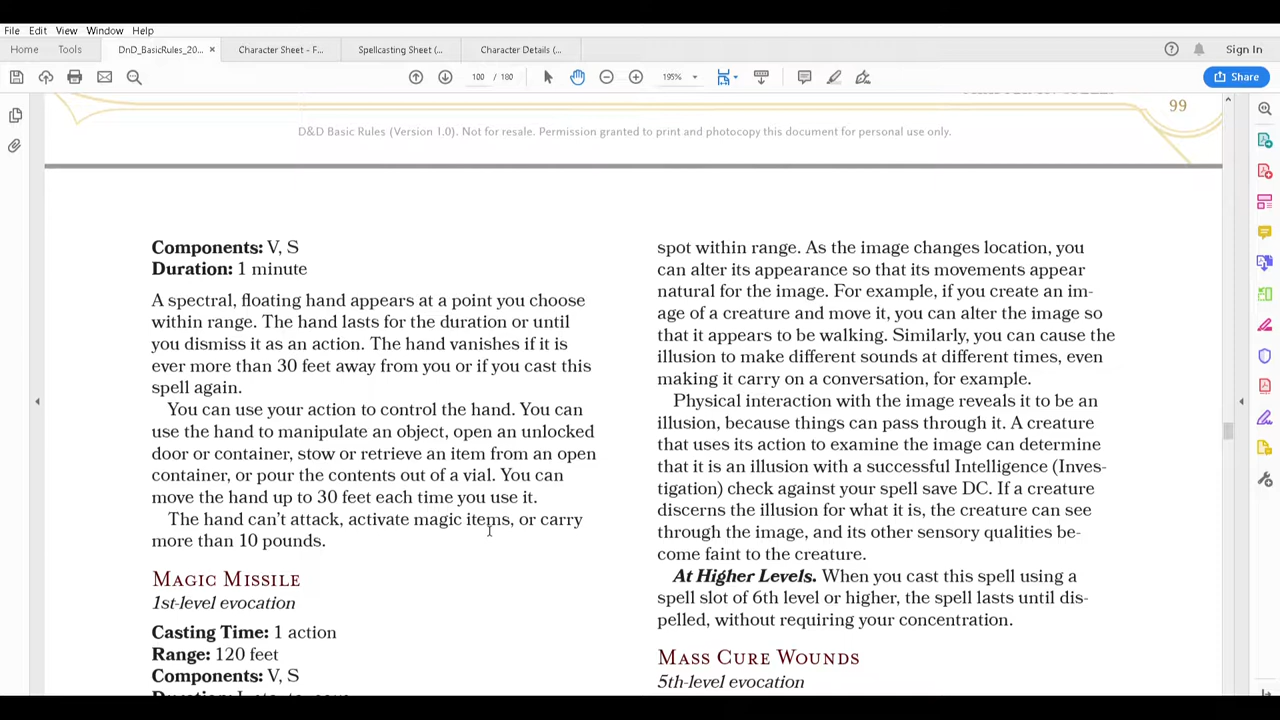 File Edit View Window Help
Home Tools DnD_BasicRules_20... × Character Sheet - F... Spellcasting Sheet (... Character Details (... Sign In
100 / 180 195% Share
99
D&D Basic Rules (Version 1.0). Not for resale. Permission granted to print and photocopy this document for personal use only.
Components: V, S
Duration: 1 minute
A spectral, floating hand appears at a point you choose
within range. The hand lasts for the duration or until
you dismiss it as an action. The hand vanishes if it is
ever more than 30 feet away from you or if you cast this
spell again.
You can use your action to control the hand. You can
use the hand to manipulate an object, open an unlocked
door or container, stow or retrieve an item from an open
container, or pour the contents out of a vial. You can
move the hand up to 30 feet each time you use it.
The hand can't attack, activate magic items, or carry
more than 10 pounds.
Magic Missile
1st-level evocation
Casting Time: 1 action
Range: 120 feet
Components: V, S
spot within range. As the image changes location, you
can alter its appearance so that its movements appear
natural for the image. For example, if you create an im-
age of a creature and move it, you can alter the image so
that it appears to be walking. Similarly, you can cause the
illusion to make different sounds at different times, even
making it carry on a conversation, for example.
Physical interaction with the image reveals it to be an
illusion, because things can pass through it. A creature
that uses its action to examine the image can determine
that it is an illusion with a successful Intelligence (Inves-
tigation) check against your spell save DC. If a creature
discerns the illusion for what it is, the creature can see
through the image, and its other sensory qualities be-
come faint to the creature.
At Higher Levels. When you cast this spell using a
spell slot of 6th level or higher, the spell lasts until dis-
pelled, without requiring your concentration.
Mass Cure Wounds
5th-level evocation